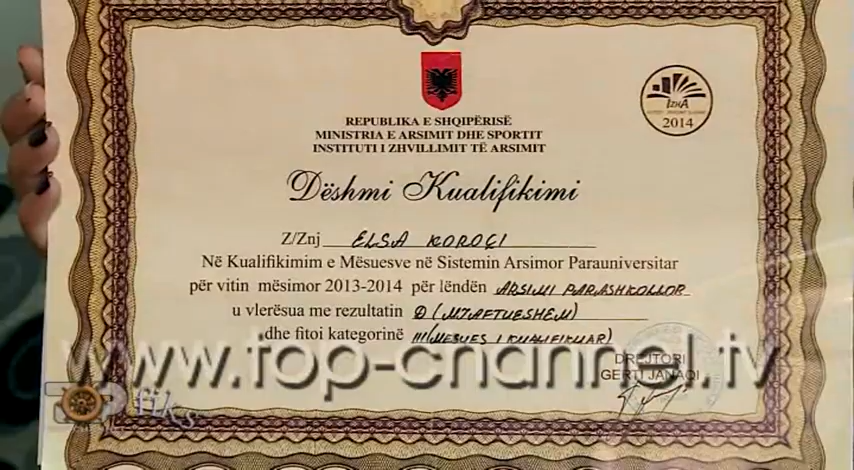 IZHA
2014
REPUBLIKA E SHQIPËRISË
MINISTRIA E ARSIMIT DHE SPORTIT
INSTITUTI I ZHVILLIMIT TË ARSIMIT
Dëshmi Kualifikimi
Z/Znj ELSA KOROÇI
Në Kualifikimim e Mësuesve në Sistemin Arsimor Parauniversitar
për vitin mësimor 2013-2014 për lëndën ARSIMI PARASHKOLLOR
u vlerësua me rezultatin D (MJAFTUESHEM)
dhe fitoi kategorinë III (MESUES I KUALIFIKUAR)
www.top-channel.tv
DREJTORI
GERTI JANAQI
fiks